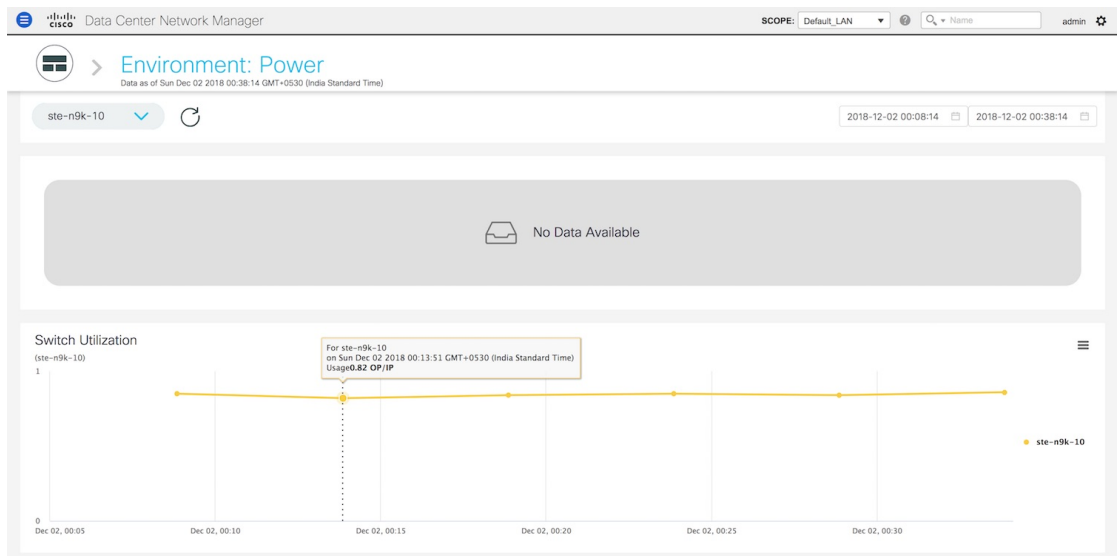 cisco Data Center Network Manager
SCOPE: Default_LAN
Name
admin
Environment: Power
Data as of Sun Dec 02 2018 00:38:14 GMT+0530 (India Standard Time)
ste-n9k-10
2018-12-02 00:08:14
2018-12-02 00:38:14
No Data Available
Switch Utilization
(ste-n9k-10)
For ste-n9k-10
on Sun Dec 02 2018 00:13:51 GMT+0530 (India Standard Time)
Usage0.82 OP/IP
1
ste-n9k-10
0
Dec 02, 00:05
Dec 02, 00:10
Dec 02, 00:15
Dec 02, 00:20
Dec 02, 00:25
Dec 02, 00:30